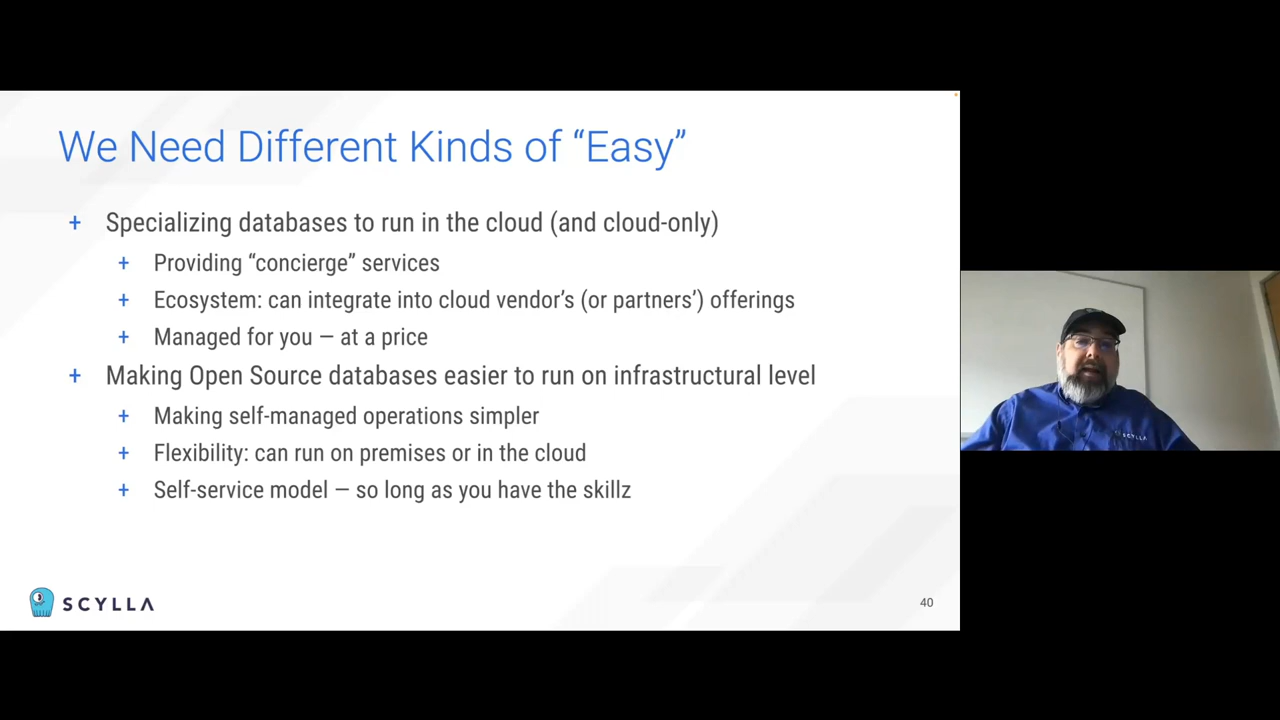 We Need Different Kinds of “Easy”
+ Specializing databases to run in the cloud (and cloud-only)
+ Providing “concierge” services
+ Ecosystem: can integrate into cloud vendor’s (or partners’) offerings
+ Managed for you – at a price
+ Making Open Source databases easier to run on infrastructural level
+ Making self-managed operations simpler
+ Flexibility: can run on premises or in the cloud
+ Self-service model – so long as you have the skillz
SCYLLA
40
SCYLLA